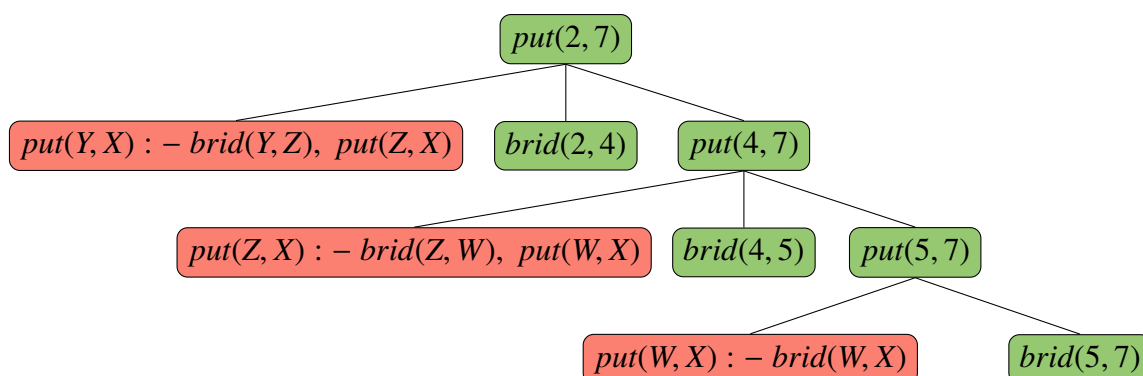 put(2, 7)
put(Y, X) :− brid(Y, Z), put(Z, X)
brid(2, 4)
put(4, 7)
put(Z, X) :− brid(Z, W), put(W, X)
brid(4, 5)
put(5, 7)
put(W, X) :− brid(W, X)
brid(5, 7)